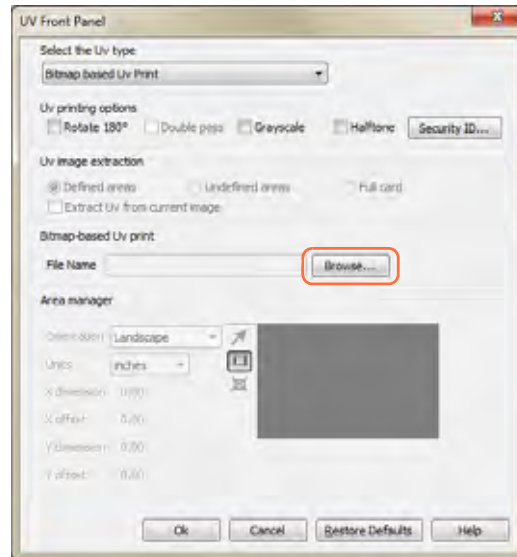 UV Front Panel
Select the Uv type
Bitmap based Uv Print
Uv printing options
Rotate 180° Double pass Grayscale Halftone Security ID...
Uv image extraction
Defined areas Undefined areas Full card
Extract Uv from current image
Bitmap-based Uv print
File Name Browse...
Area manager
Orientation Landscape
Units inches
X dimension 0.00
X offset 0.00
Y dimension 0.00
Y offset 0.00
Ok Cancel Restore Defaults Help